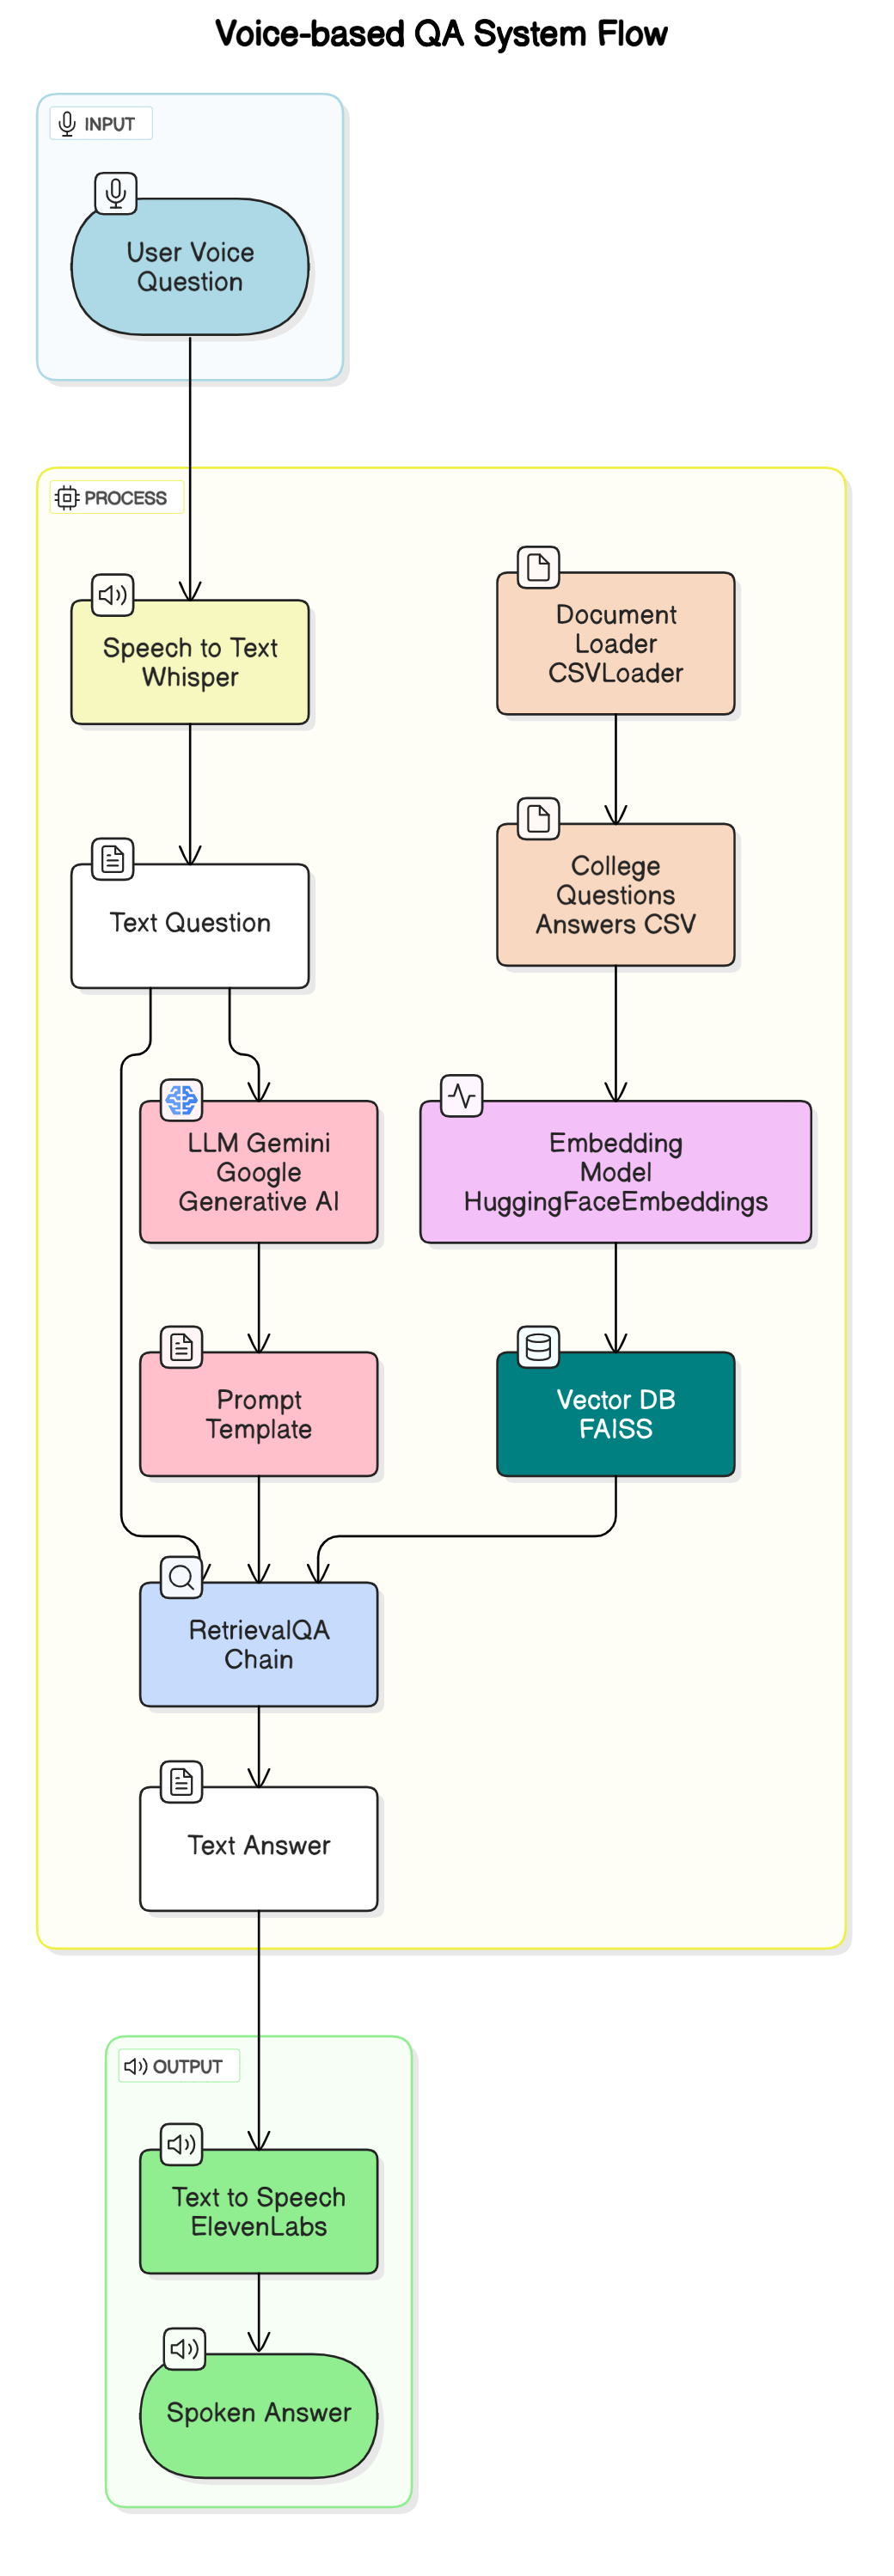 Voice-based QA System Flow
INPUT
User Voice
Question
PROCESS
Speech to Text
Whisper
Document
Loader
CSVLoader
Text Question
College
Questions
Answers CSV
LLM Gemini
Google
Generative AI
Embedding
Model
HuggingFaceEmbeddings
Prompt
Template
Vector DB
FAISS
RetrievalQA
Chain
Text Answer
OUTPUT
Text to Speech
ElevenLabs
Spoken Answer